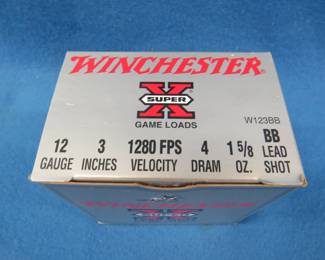 WINCHESTER
SUPER X
GAME LOADS
W123BB
12 3 1280 FPS 4 1 5/8 BB
GAUGE INCHES VELOCITY DRAM OZ. LEAD SHOT
WINCHESTER